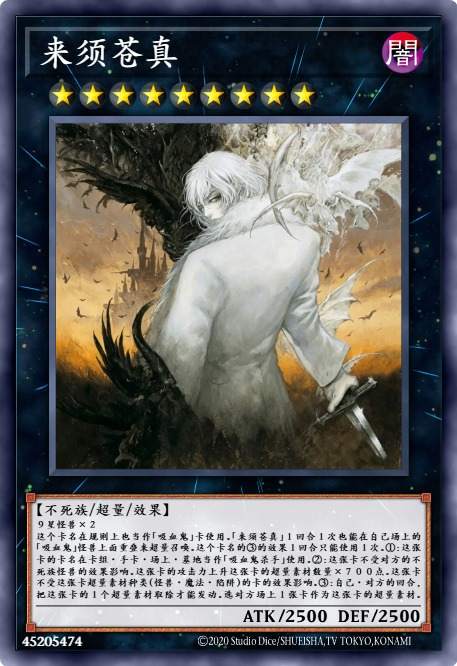 来须苍真
闇
【不死族/超量/效果】
９星怪兽×2
这个卡名在规则上也当作「吸血鬼」卡使用。「来须苍真」1回合1次也能在自己场上的
「吸血鬼」怪兽上面重叠来超量召唤。这个卡名的③的效果1回合只能使用1次。①：这张
卡的卡名在卡组·手卡·场上·墓地当作「吸血鬼杀手」使用。②：这张卡不受对方的不
死族怪兽的效果影响。这张卡的攻击力上升这张卡的超量素材数量×700点。这张卡
不受这张卡超量素材种类(怪兽·魔法·陷阱)的卡的效果影响。③：自己·对方的回合，
把这张卡的1个超量素材取除才能发动。选对方场上1张卡作为这张卡的超量素材。
ATK/2500 DEF/2500
45205474
©2020 Studio Dice/SHUEISHA,TV TOKYO,KONAMI